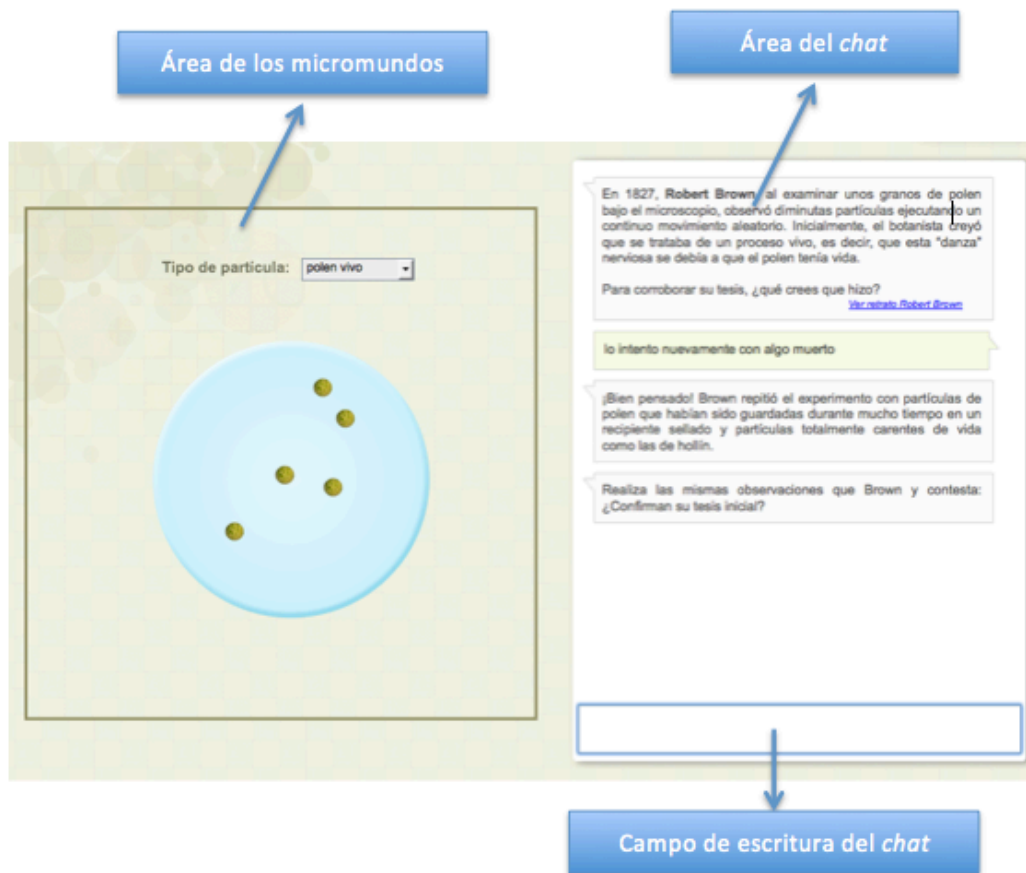 Área de los micromundos
Área del chat
Tipo de partícula: polen vivo
En 1827, Robert Brown, al examinar unos granos de polen
bajo el microscopio, observó diminutas partículas ejecutando un
continuo movimiento aleatorio. Inicialmente, el botanista creyó
que se trataba de un proceso vivo, es decir, que esta "danza"
nerviosa se debía a que el polen tenía vida.
Para corroborar su tesis, ¿qué crees que hizo?
Ver retrato Robert Brown
lo intento nuevamente con algo muerto
¡Bien pensado! Brown repitió el experimento con partículas de
polen que habían sido guardadas durante mucho tiempo en un
recipiente sellado y partículas totalmente carentes de vida
como las de hollín.
Realiza las mismas observaciones que Brown y contesta:
¿Confirman su tesis inicial?
Campo de escritura del chat